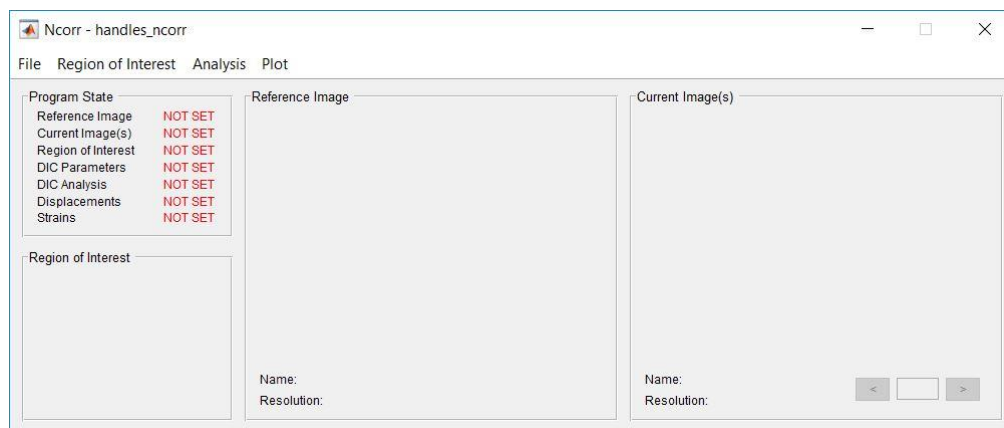 Ncorr - handles_ncorr
File Region of Interest Analysis Plot
Program State
Reference Image NOT SET
Current Image(s) NOT SET
Region of Interest NOT SET
DIC Parameters NOT SET
DIC Analysis NOT SET
Displacements NOT SET
Strains NOT SET
Region of Interest
Reference Image
Name:
Resolution:
Current Image(s)
Name:
Resolution:
< >